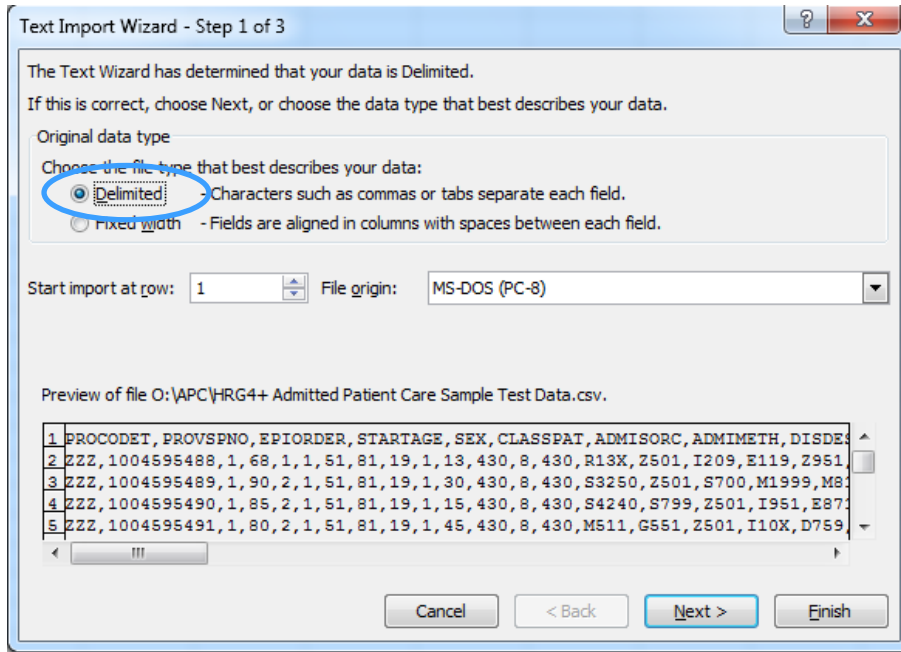 Text Import Wizard - Step 1 of 3
The Text Wizard has determined that your data is Delimited.
If this is correct, choose Next, or choose the data type that best describes your data.
Original data type
Choose the file type that best describes your data:
Delimited - Characters such as commas or tabs separate each field.
Fixed width - Fields are aligned in columns with spaces between each field.
Start import at row: 1 File origin: MS-DOS (PC-8)
Preview of file O:\APC\HRG4+ Admitted Patient Care Sample Test Data.csv.
1 PROCODET,PROVSPNO,EPIORDER,STARTAGE,SEX,CLASSPAT,ADMISORC,ADMIMETH,DISDES
2 ZZZ,1004595488,1,68,1,1,51,81,19,1,13,430,8,430,R13X,Z501,I209,E119,Z951,
3 ZZZ,1004595489,1,90,2,1,51,81,19,1,30,430,8,430,S3250,Z501,S700,M1999,M81
4 ZZZ,1004595490,1,85,2,1,51,81,19,1,15,430,8,430,S4240,S799,Z501,I951,E871
5 ZZZ,1004595491,1,80,2,1,51,81,19,1,45,430,8,430,M511,G551,Z501,I10X,D759,
Cancel < Back Next > Finish